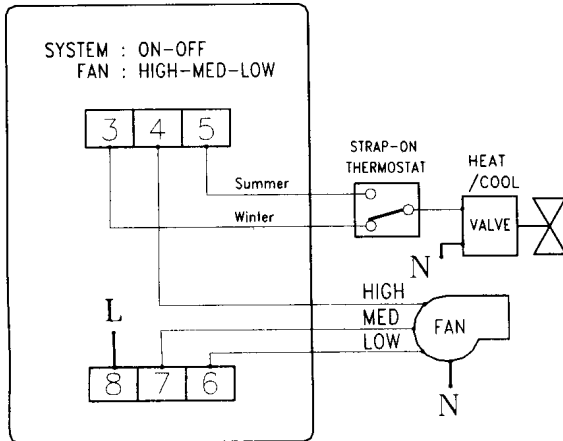 SYSTEM : ON-OFF
FAN : HIGH-MED-LOW
3 4 5
STRAP-ON
THERMOSTAT
HEAT
/COOL
Summer
Winter
VALVE
N
HIGH
L
MED
FAN
LOW
8 7 6
N